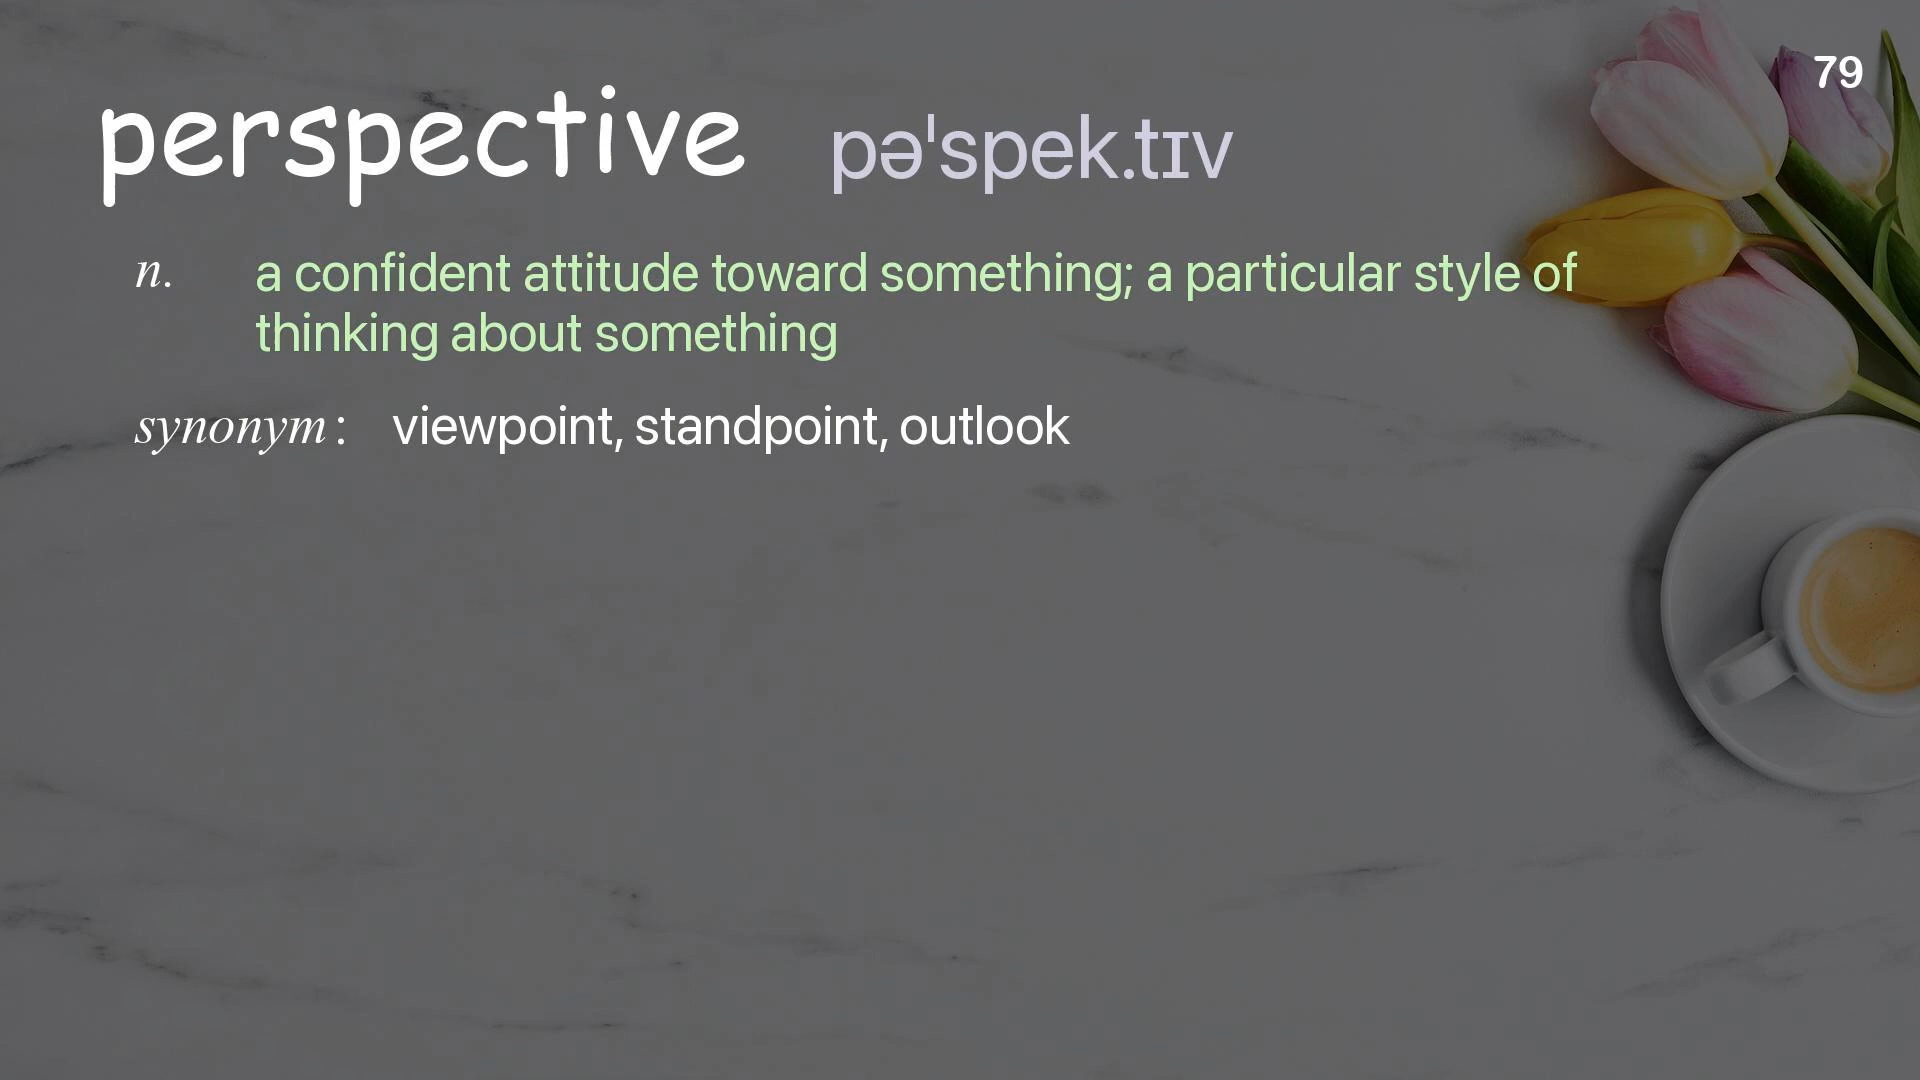 79
perspective pəˈspek.tɪv
n. a confident attitude toward something; a particular style of
thinking about something
synonym: viewpoint, standpoint, outlook